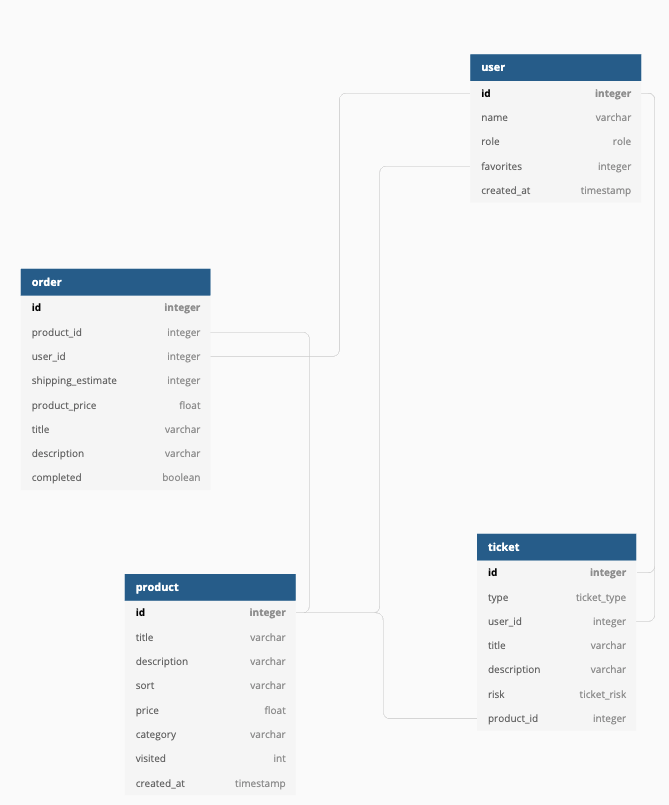 user
id integer
name varchar
role role
favorites integer
created_at timestamp
order
id integer
product_id integer
user_id integer
shipping_estimate integer
product_price float
title varchar
description varchar
completed boolean
ticket
id integer
type ticket_type
user_id integer
title varchar
description varchar
risk ticket_risk
product_id integer
product
id integer
title varchar
description varchar
sort varchar
price float
category varchar
visited int
created_at timestamp